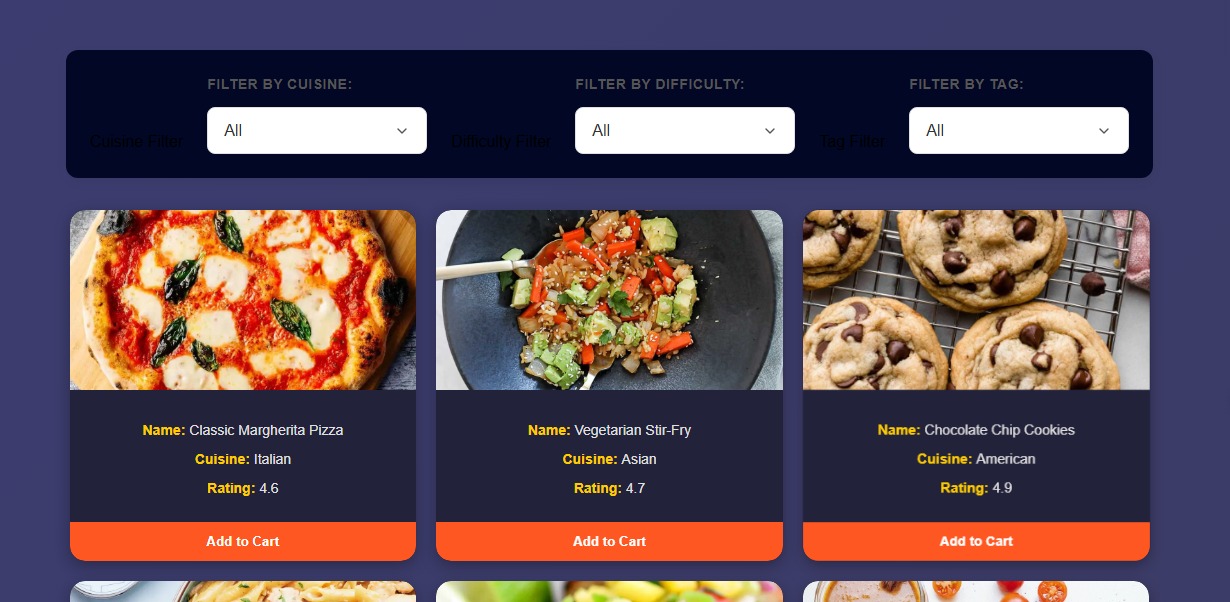 FILTER BY CUISINE: FILTER BY DIFFICULTY: FILTER BY TAG:
Cuisine Filter All Difficulty Filter All Tag Filter All
Name: Classic Margherita Pizza
Cuisine: Italian
Rating: 4.6
Add to Cart
Name: Vegetarian Stir-Fry
Cuisine: Asian
Rating: 4.7
Add to Cart
Name: Chocolate Chip Cookies
Cuisine: American
Rating: 4.9
Add to Cart